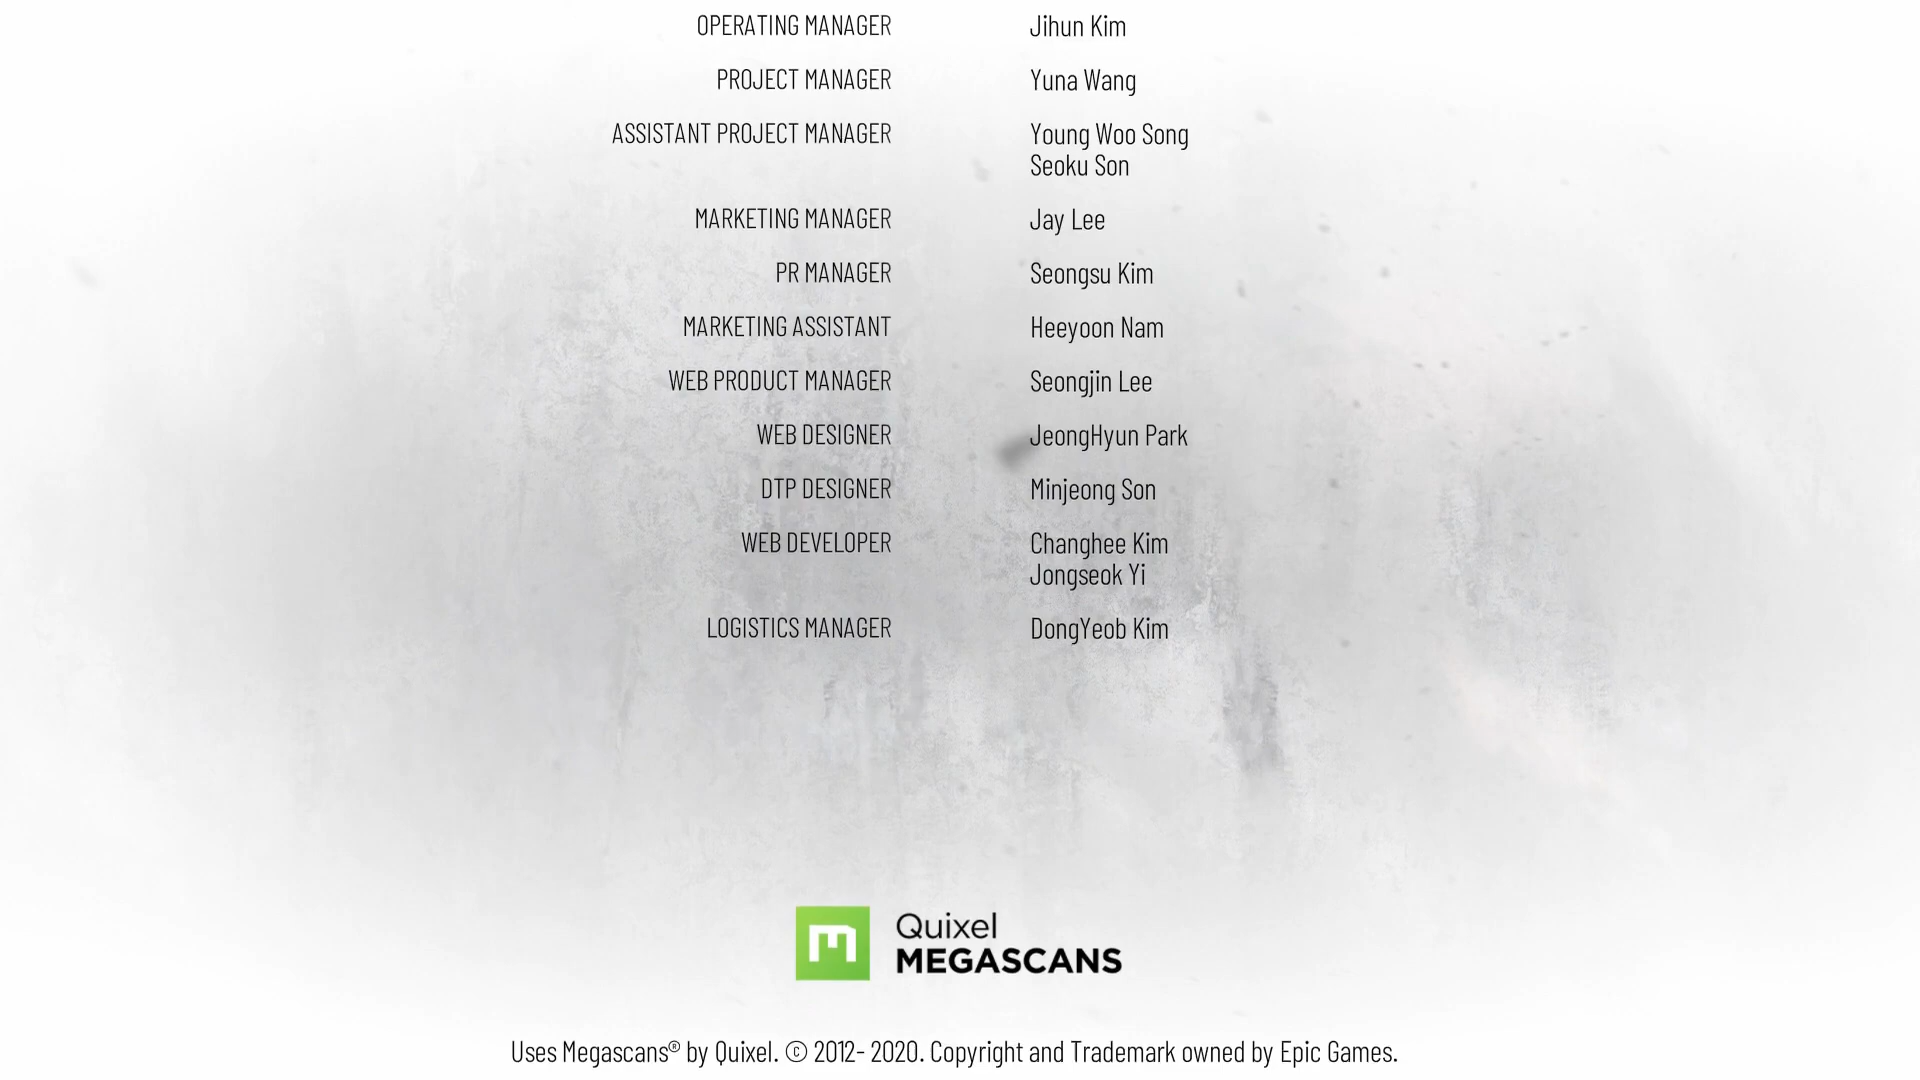 OPERATING MANAGER Jihun Kim
PROJECT MANAGER Yuna Wang
ASSISTANT PROJECT MANAGER Young Woo Song
Seoku Son
MARKETING MANAGER Jay Lee
PR MANAGER Seongsu Kim
MARKETING ASSISTANT Heeyoon Nam
WEB PRODUCT MANAGER Seongjin Lee
WEB DESIGNER JeongHyun Park
DTP DESIGNER Minjeong Son
WEB DEVELOPER Changhee Kim
Jongseok Yi
LOGISTICS MANAGER DongYeob Kim
Quixel
MEGASCANS
Uses Megascans® by Quixel. © 2012- 2020. Copyright and Trademark owned by Epic Games.